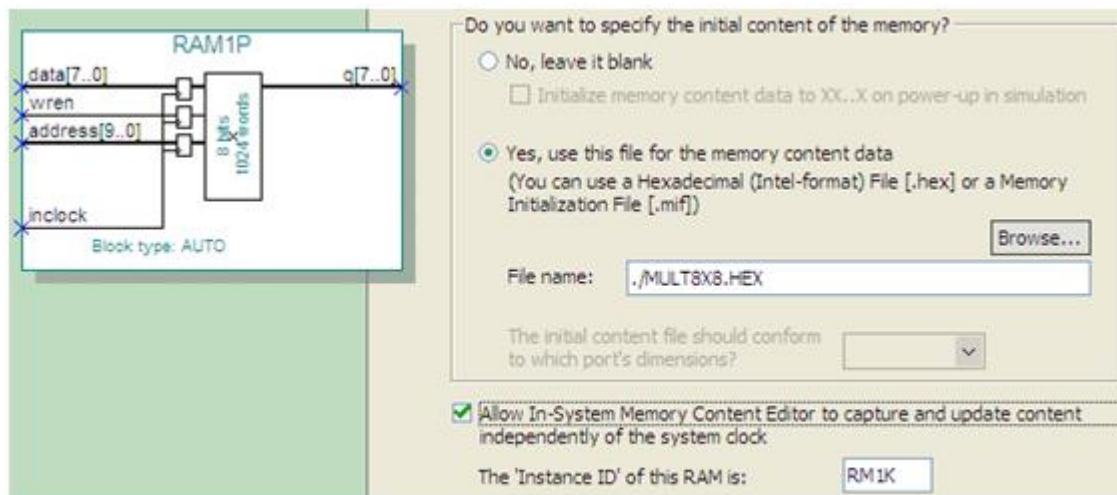 RAM1P
data[7..0]
q[7..0]
wren
address[9..0]
8 bits
1024 words
inclock
Block type: AUTO
Do you want to specify the initial content of the memory?
No, leave it blank
Initialize memory content data to XX..X on power-up in simulation
Yes, use this file for the memory content data
(You can use a Hexadecimal (Intel-format) File [.hex] or a Memory
Initialization File [.mif])
Browse...
File name:
./MULT8X8.HEX
The initial content file should conform
to which port's dimensions?
Allow In-System Memory Content Editor to capture and update content
independently of the system clock
The 'Instance ID' of this RAM is:
RM1K